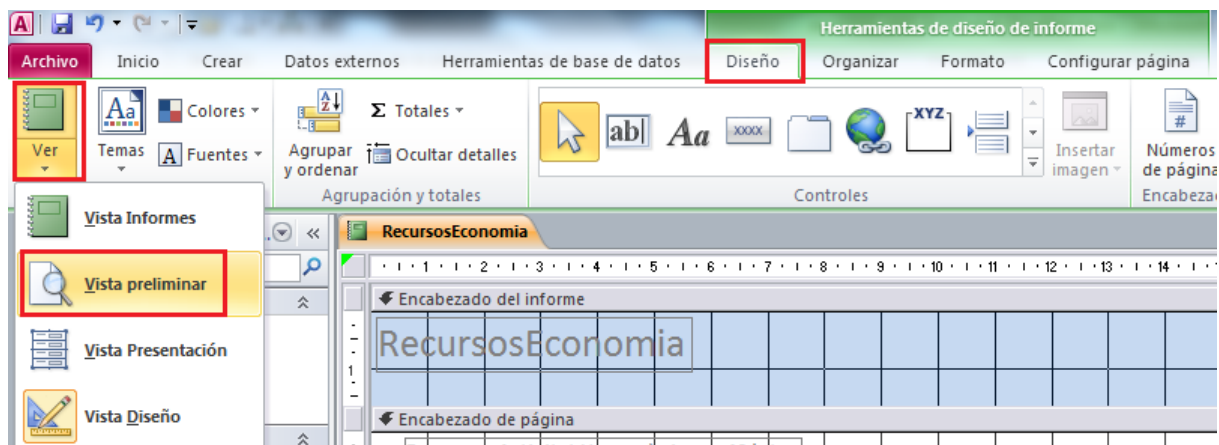 A
Herramientas de diseño de informe
Archivo Inicio Crear Datos externos Herramientas de base de datos Diseño Organizar Formato Configurar página
Ver
Aa
Temas
Colores
A Fuentes
A Z
Agrupar y ordenar
Σ Totales
Ocultar detalles
ab Aa XXXX XYZ
Insertar imagen
#
Números
de página
Agrupación y totales
Controles
Encabeza
Vista Informes
Vista preliminar
Vista Presentación
Vista Diseño
RecursosEconomia
1 2 3 4 5 6 7 8 9 10 11 12 13 14
Encabezado del informe
RecursosEconomia
1
Encabezado de página